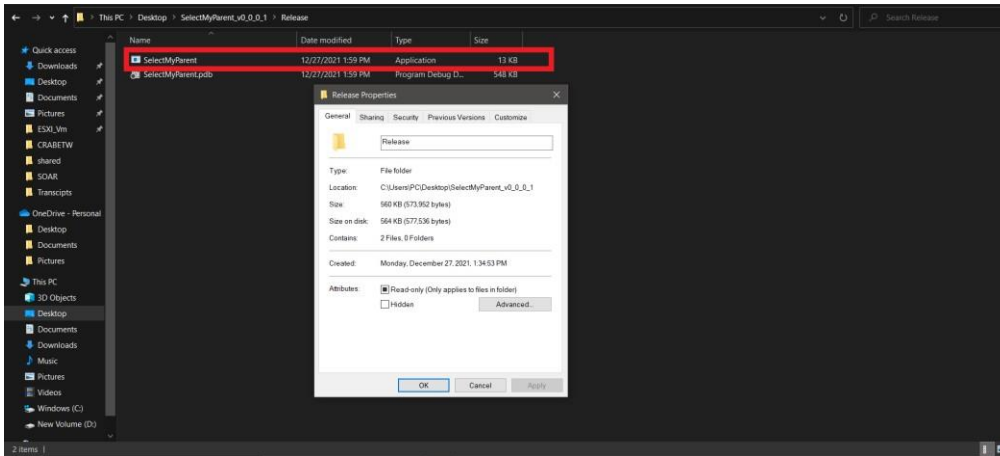 This PC > Desktop > SelectMyParent_v0_0_0_1 > Release
Search Release
Name Date modified Type Size
SelectMyParent 12/27/2021 1:59 PM Application 13 KB
SelectMyParent.pdb 12/27/2021 1:59 PM Program Debug D... 548 KB
Quick access
Downloads
Desktop
Documents
Pictures
ESXI_Vm
CRABETW
shared
SOAR
Transcipts
OneDrive - Personal
Desktop
Documents
Pictures
This PC
3D Objects
Desktop
Documents
Downloads
Music
Pictures
Videos
Windows (C:)
New Volume (D:)
2 items
Release Properties
General Sharing Security Previous Versions Customize
Release
Type: File folder
Location: C:\Users\PC\Desktop\SelectMyParent_v0_0_0_1
Size: 560 KB (573,952 bytes)
Size on disk: 564 KB (577,536 bytes)
Contains: 2 Files, 0 Folders
Created: Monday, December 27, 2021, 1:34:53 PM
Attributes: Read-only (Only applies to files in folder)
Hidden Advanced...
OK Cancel Apply